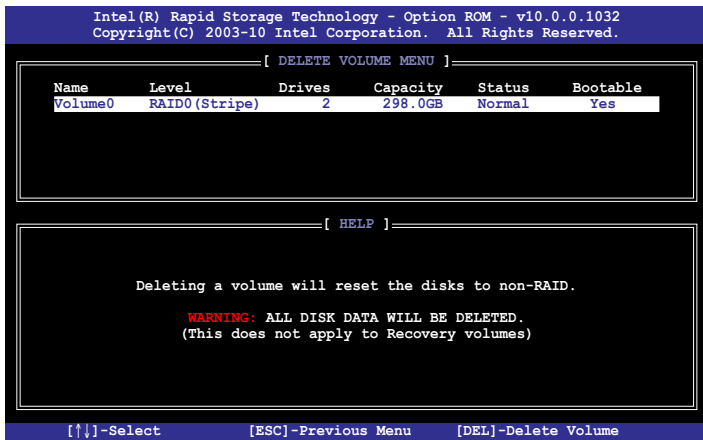 Intel(R) Rapid Storage Technology - Option ROM - v10.0.0.1032
Copyright(C) 2003-10 Intel Corporation. All Rights Reserved.
[ DELETE VOLUME MENU ]
Name Level Drives Capacity Status Bootable
Volume0 RAID0(Stripe) 2 298.0GB Normal Yes
[ HELP ]
Deleting a volume will reset the disks to non-RAID.
WARNING: ALL DISK DATA WILL BE DELETED.
(This does not apply to Recovery volumes)
[↑↓]-Select [ESC]-Previous Menu [DEL]-Delete Volume